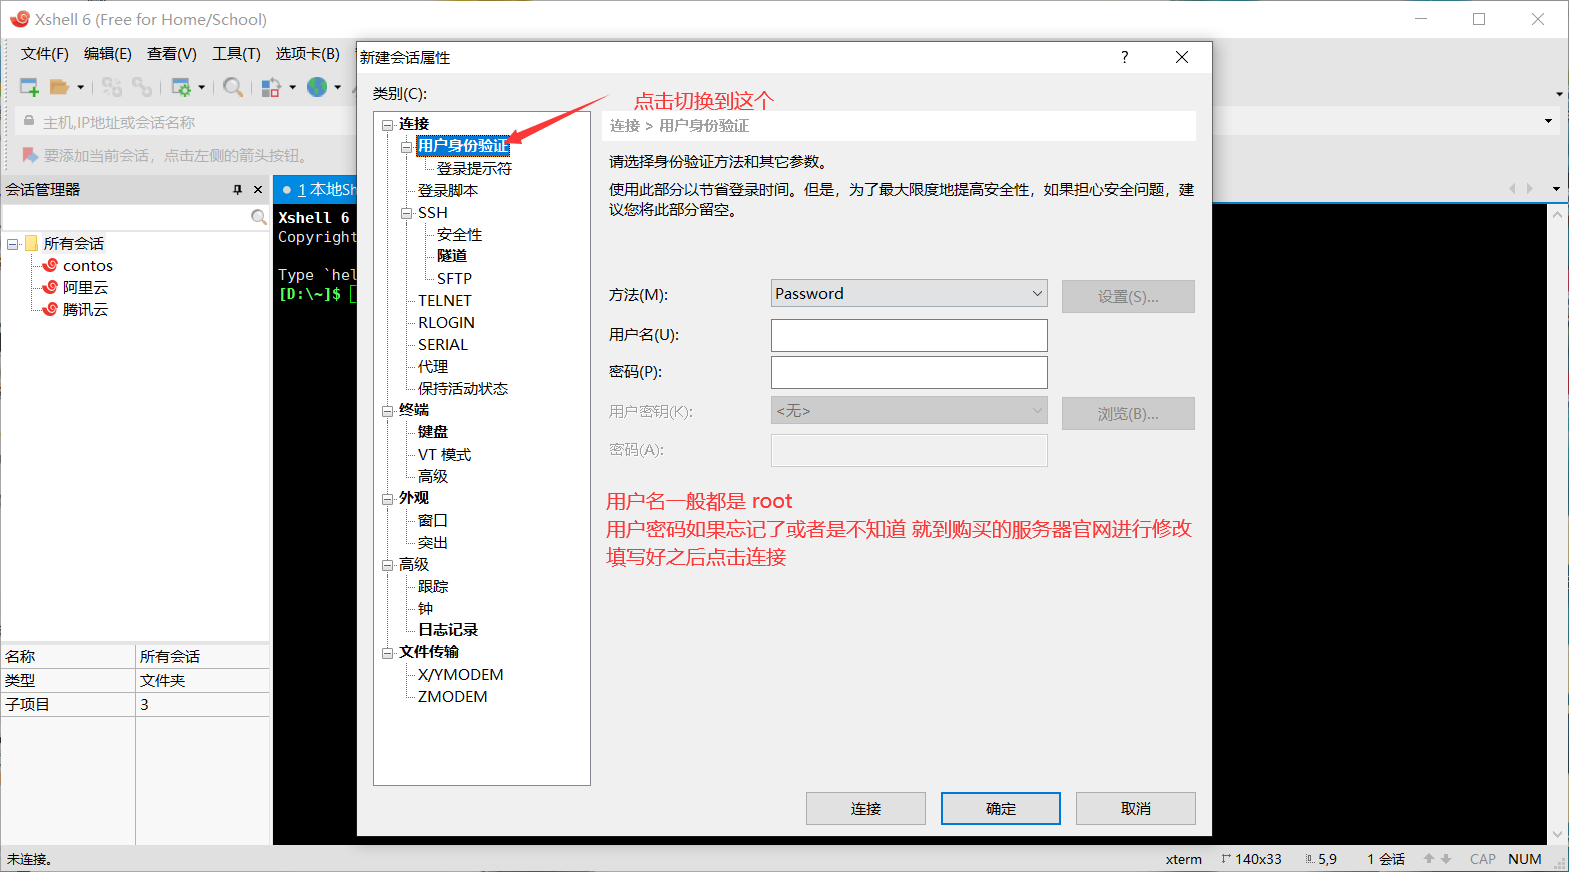 Xshell 6 (Free for Home/School)
文件(F) 编辑(E) 查看(V) 工具(T) 选项卡(B)
主机,IP地址或会话名称
要添加当前会话，点击左侧的箭头按钮。
会话管理器
所有会话
contos
阿里云
腾讯云
名称 所有会话
类型 文件夹
子项目 3
1 本地Sh
Xshell 6
Copyright
Type `hel
[D:\~]$
新建会话属性
?
类别(C):
连接
用户身份验证
登录提示符
登录脚本
SSH
安全性
隧道
SFTP
TELNET
RLOGIN
SERIAL
代理
保持活动状态
终端
键盘
VT 模式
高级
外观
窗口
突出
高级
跟踪
钟
日志记录
文件传输
X/YMODEM
ZMODEM
点击切换到这个
连接 > 用户身份验证
请选择身份验证方法和其它参数。
使用此部分以节省登录时间。但是，为了最大限度地提高安全性，如果担心安全问题，建
议您将此部分留空。
方法(M): Password 设置(S)...
用户名(U):
密码(P):
用户密钥(K): <无> 浏览(B)...
密码(A):
用户名一般都是 root
用户密码如果忘记了或者是不知道 就到购买的服务器官网进行修改
填写好之后点击连接
连接 确定 取消
未连接。 xterm 140x33 5,9 1 会话 CAP NUM